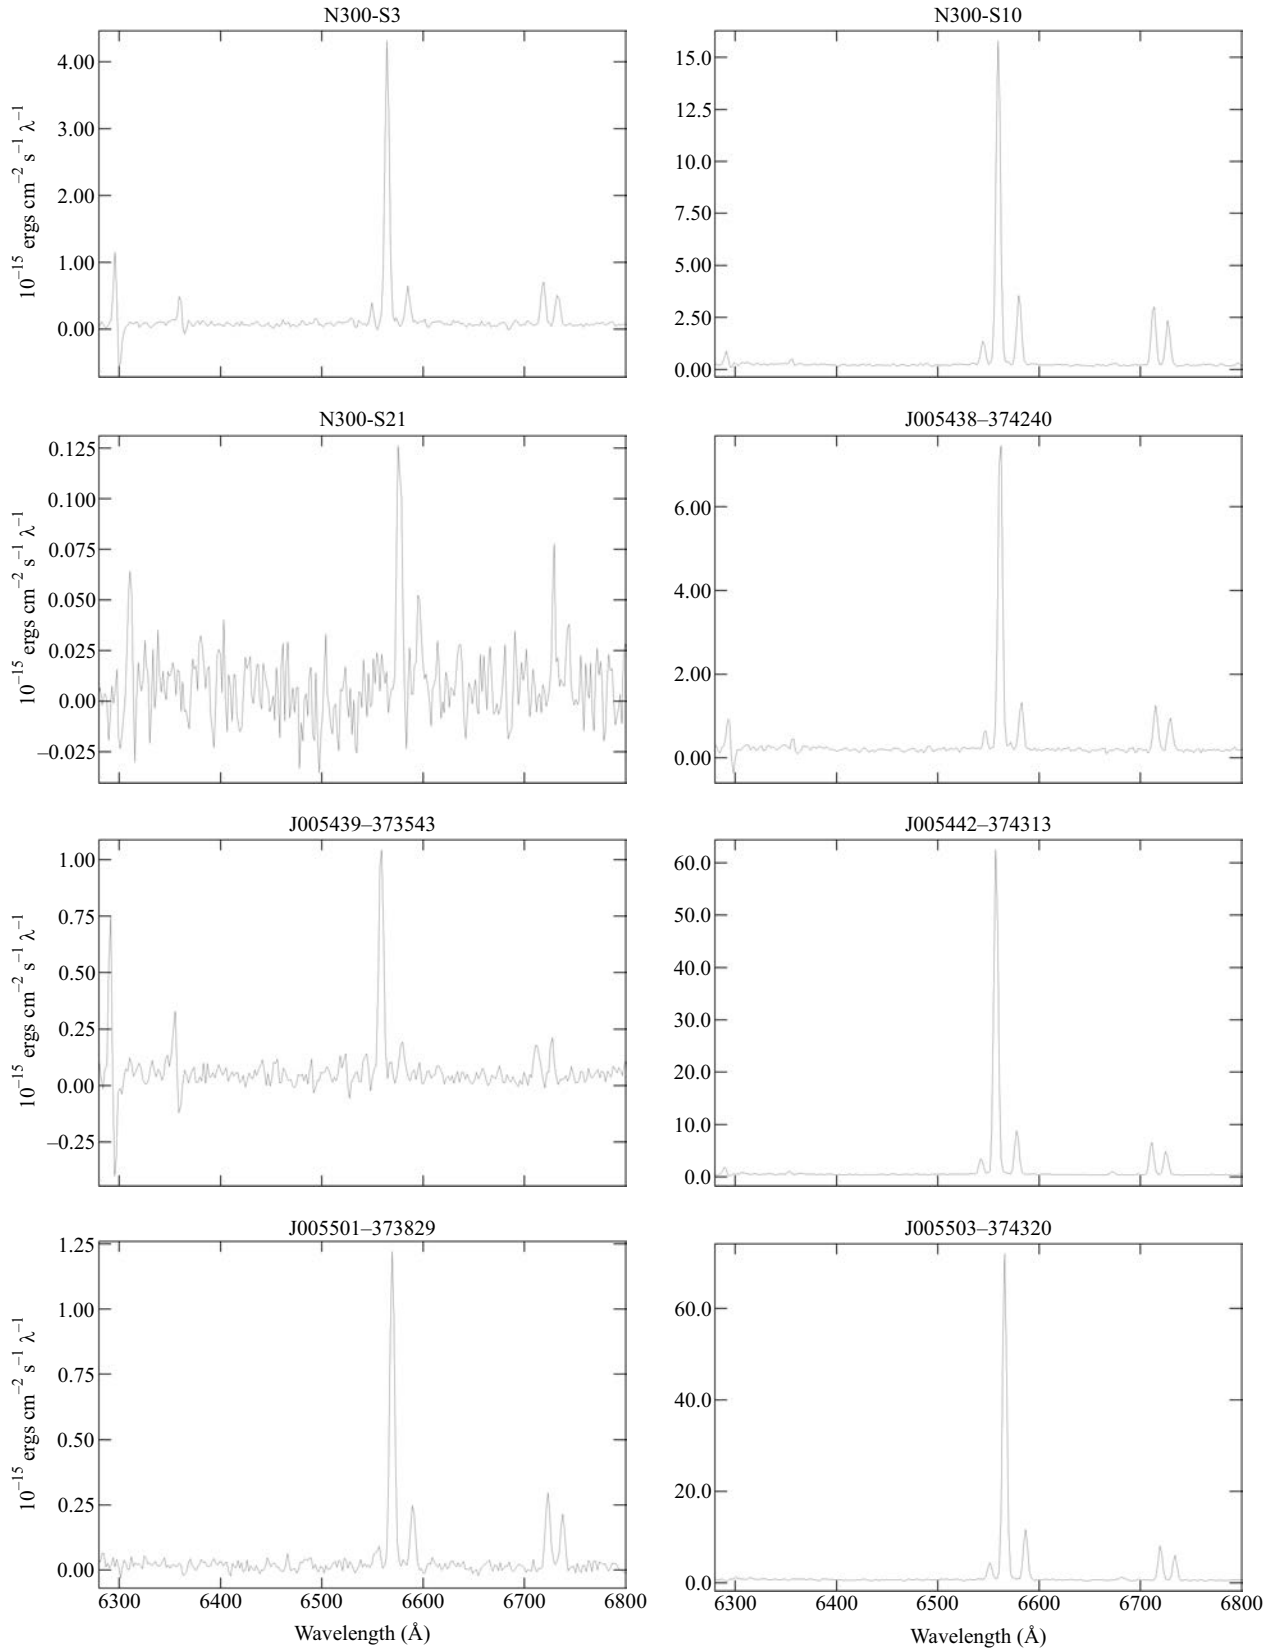 N300-S3
4.00
3.00
2.00
1.00
0.00
10⁻¹⁵ ergs cm⁻² s⁻¹ λ⁻¹
N300-S10
15.0
12.5
10.0
7.50
5.00
2.50
0.00
N300-S21
0.125
0.100
0.075
0.050
0.025
0.00
–0.025
10⁻¹⁵ ergs cm⁻² s⁻¹ λ⁻¹
J005438–374240
6.00
4.00
2.00
0.00
J005439–373543
1.00
0.75
0.50
0.25
0.00
–0.25
10⁻¹⁵ ergs cm⁻² s⁻¹ λ⁻¹
J005442–374313
60.0
50.0
40.0
30.0
20.0
10.0
0.0
J005501–373829
1.25
1.00
0.75
0.50
0.25
0.00
10⁻¹⁵ ergs cm⁻² s⁻¹ λ⁻¹
6300 6400 6500 6600 6700 6800
Wavelength (Å)
J005503–374320
60.0
40.0
20.0
0.0
6300 6400 6500 6600 6700 6800
Wavelength (Å)